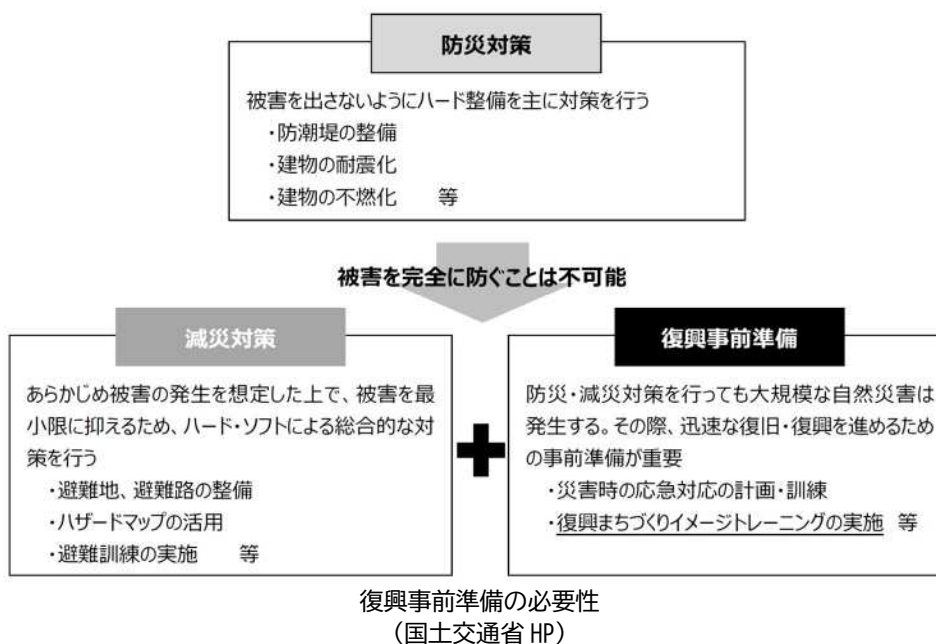 防災対策
被害を出さないようにハード整備を主に対策を行う
・防潮堤の整備
・建物の耐震化
・建物の不燃化 等
被害を完全に防ぐことは不可能
減災対策
あらかじめ被害の発生を想定した上で、被害を最
小限に抑えるため、ハード・ソフトによる総合的な対
策を行う
・避難地、避難路の整備
・ハザードマップの活用
・避難訓練の実施 等
復興事前準備
防災・減災対策を行っても大規模な自然災害は
発生する。その際、迅速な復旧・復興を進めるため
の事前準備が重要
・災害時の応急対応の計画・訓練
・復興まちづくりイメージトレーニングの実施 等
復興事前準備の必要性
（国土交通省 HP）